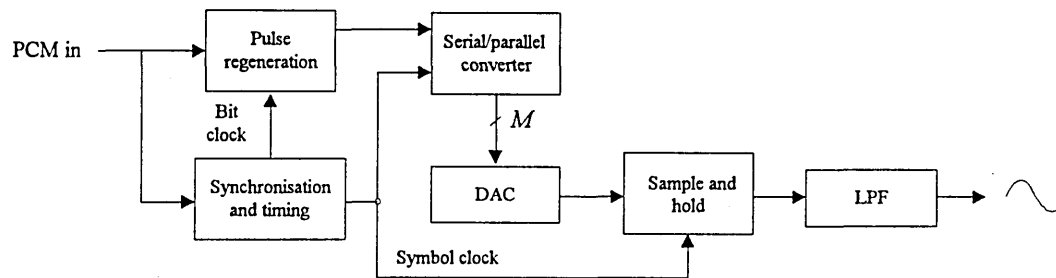 PCM in
Pulse
regeneration
Serial/parallel
converter
Bit
clock
M
Synchronisation
and timing
DAC
Sample and
hold
LPF
Symbol clock